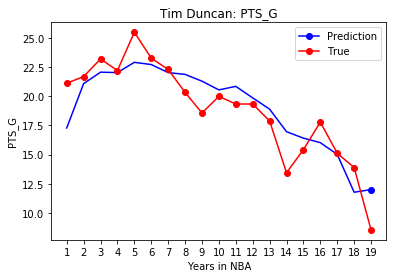 Tim Duncan: PTS_G
Prediction
True
PTS_G
25.0
22.5
20.0
17.5
15.0
12.5
10.0
1 2 3 4 5 6 7 8 9 10 11 12 13 14 15 16 17 18 19
Years in NBA